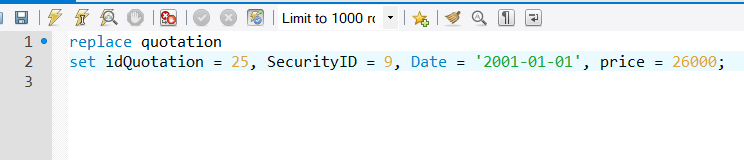 Limit to 1000 rc
1 replace quotation
2 set idQuotation = 25, SecurityID = 9, Date = '2001-01-01', price = 26000;
3